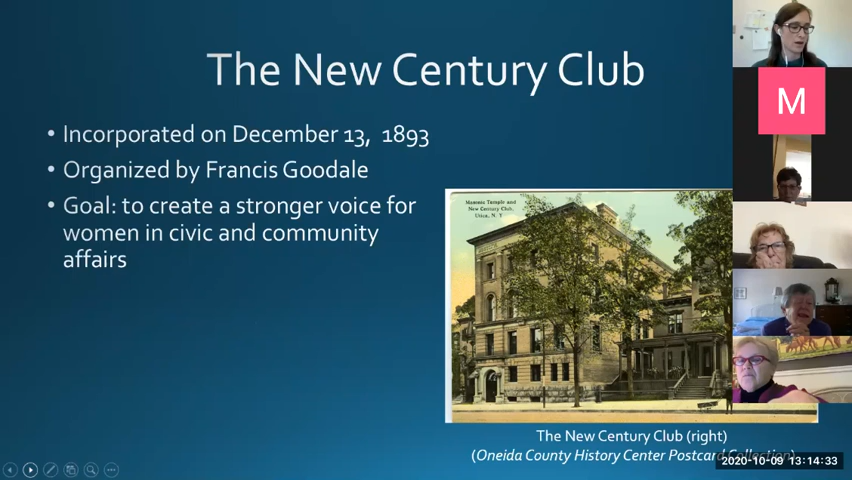 The New Century Club
• Incorporated on December 13, 1893
• Organized by Francis Goodale
• Goal: to create a stronger voice for
women in civic and community
affairs
Masonic Temple and
New Century Club,
Utica, N. Y.
M
The New Century Club (right)
(Oneida County History Center Postcard Collection)
2020-10-09 13:14:33